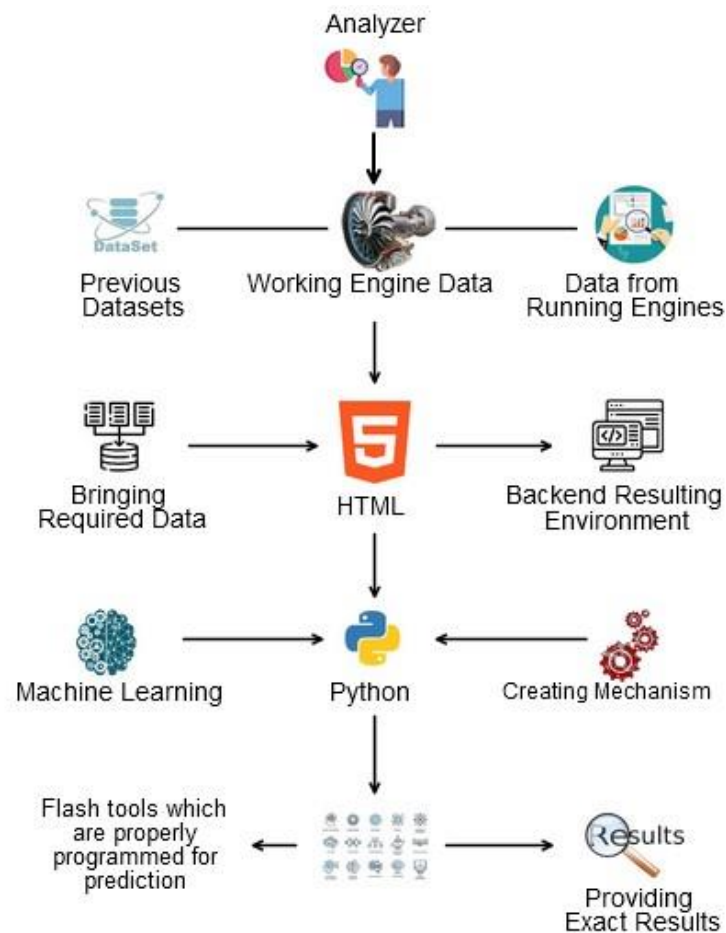 Analyzer
DataSet
Previous
Datasets
Working Engine Data
Data from
Running Engines
Bringing
Required Data
HTML
Backend Resulting
Environment
Machine Learning
Python
Creating Mechanism
Flash tools which
are properly
programmed for
prediction
Results
Providing
Exact Results